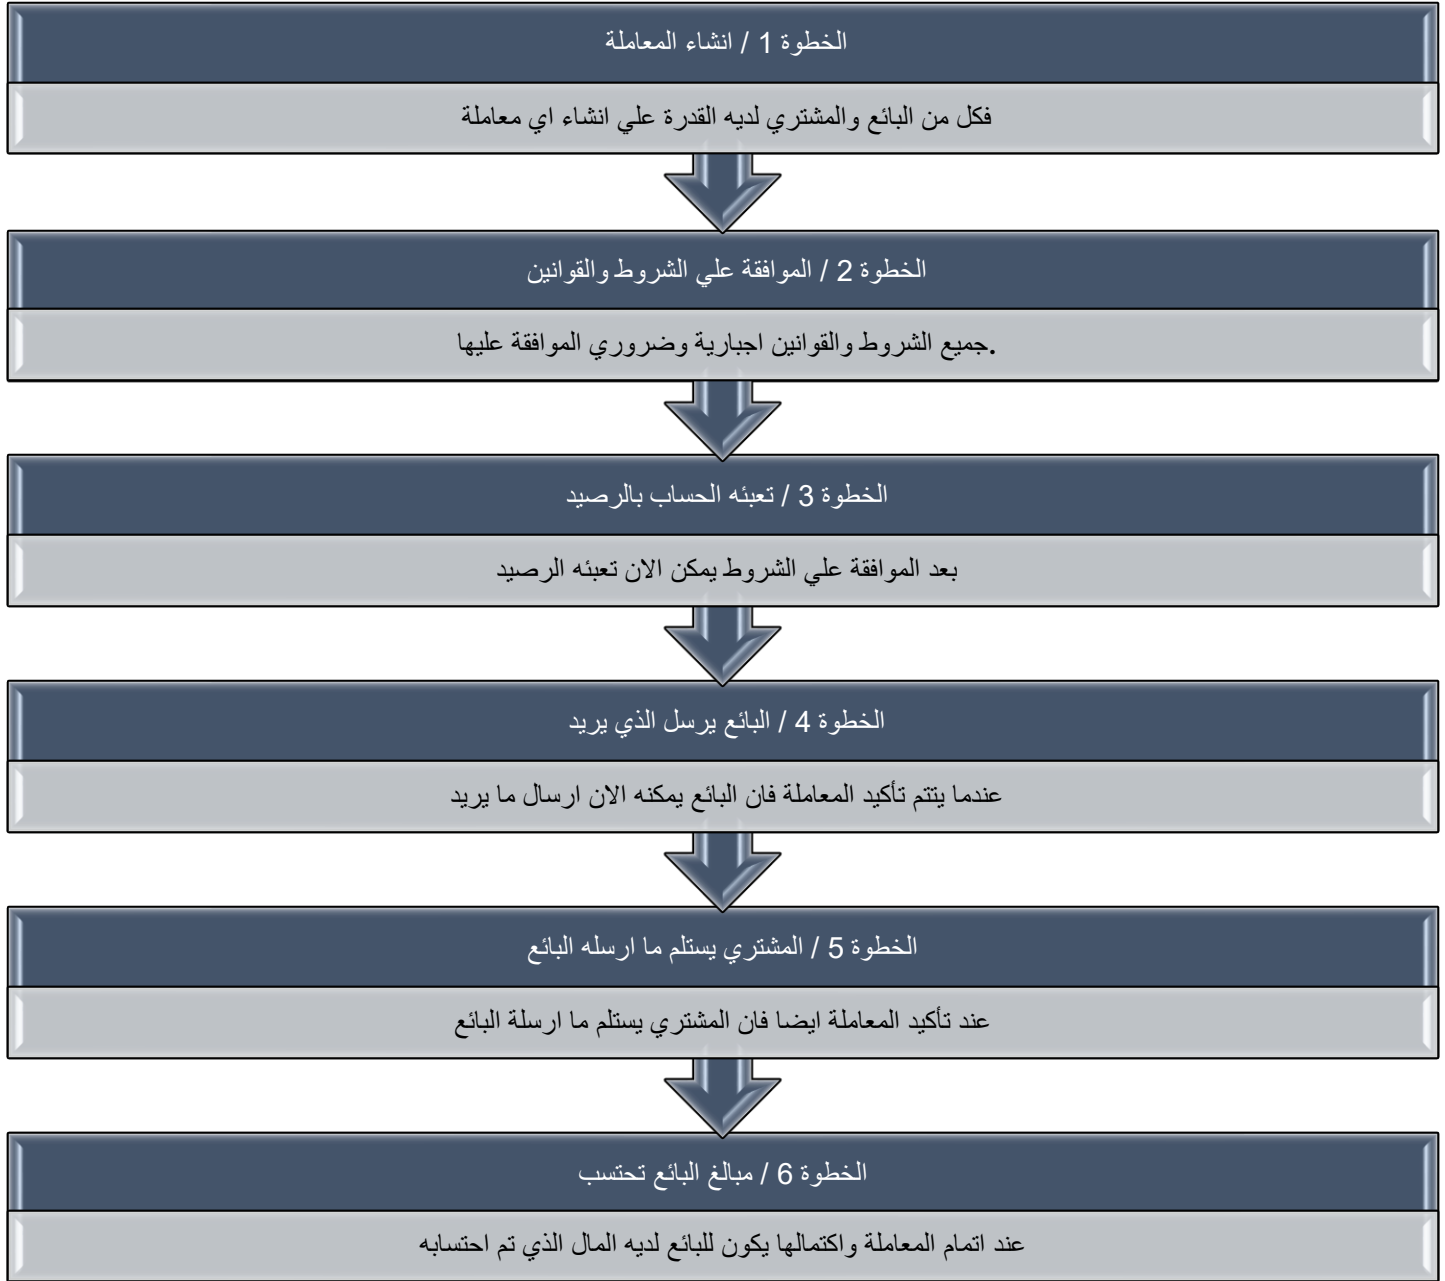 الخطوة 1 / انشاء المعاملة
فكل من البائع والمشتري لديه القدرة علي انشاء اي معاملة
الخطوة 2 / الموافقة علي الشروط والقوانين
.جميع الشروط والقوانين اجبارية وضروري الموافقة عليها
الخطوة 3 / تعبئه الحساب بالرصيد
بعد الموافقة علي الشروط يمكن الان تعبئه الرصيد
الخطوة 4 / البائع يرسل الذي يريد
عندما يتتم تأكيد المعاملة فان البائع يمكنه الان ارسال ما يريد
الخطوة 5 / المشتري يستلم ما ارسله البائع
عند تأكيد المعاملة ايضا فان المشتري يستلم ما ارسلة البائع
الخطوة 6 / مبالغ البائع تحتسب
عند اتمام المعاملة واكتمالها يكون للبائع لديه المال الذي تم احتسابه